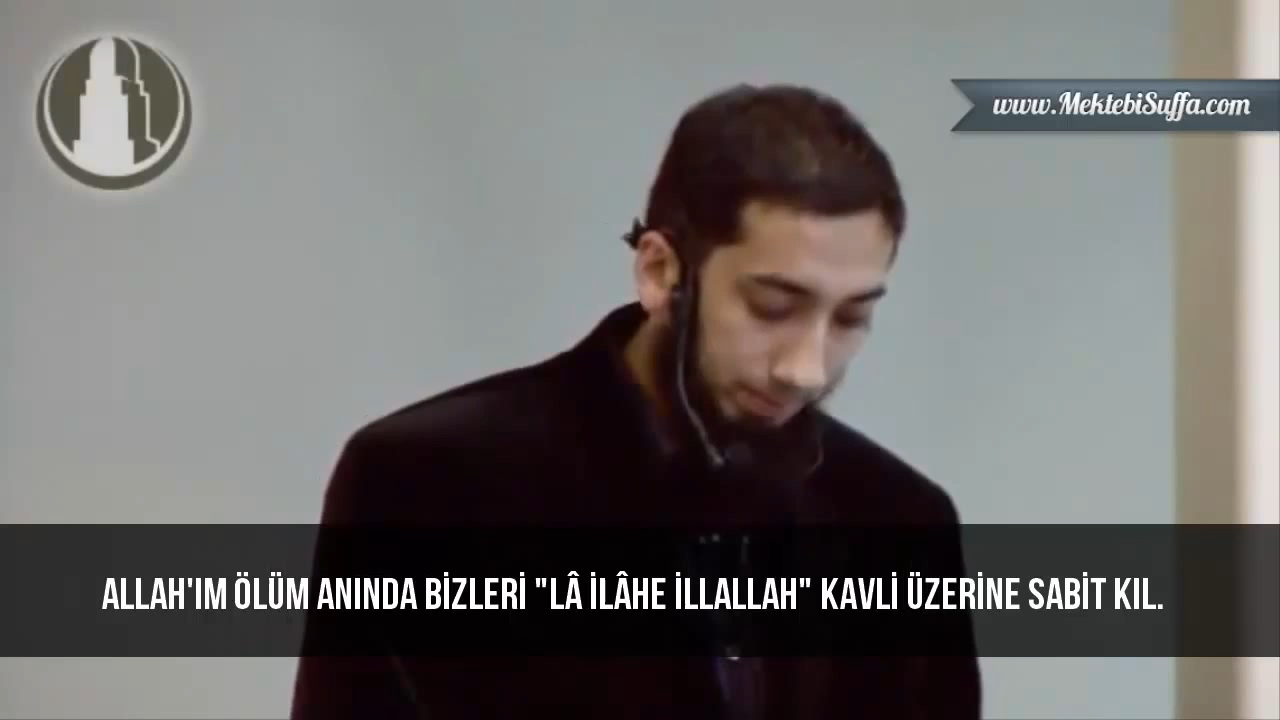 www.MektebiSuffa.com
ALLAH'IM ÖLÜM ANINDA BİZLERİ "LÂ İLÂHE İLLALLAH" KAVLİ ÜZERİNE SABİT KIL.